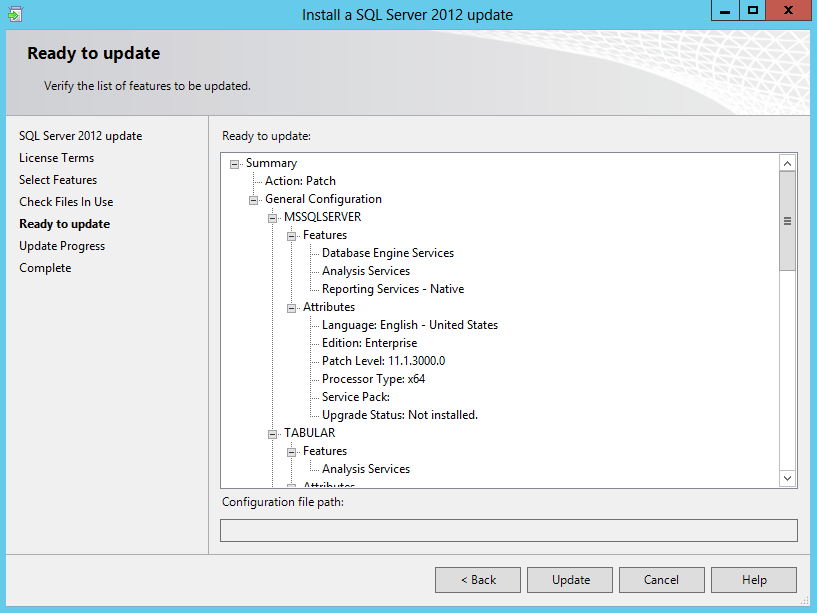 Install a SQL Server 2012 update
Ready to update
Verify the list of features to be updated.
SQL Server 2012 update
License Terms
Select Features
Check Files In Use
Ready to update
Update Progress
Complete
Ready to update:
Summary
Action: Patch
General Configuration
MSSQLSERVER
Features
Database Engine Services
Analysis Services
Reporting Services - Native
Attributes
Language: English - United States
Edition: Enterprise
Patch Level: 11.1.3000.0
Processor Type: x64
Service Pack:
Upgrade Status: Not installed.
TABULAR
Features
Analysis Services
Attributes
Configuration file path:
< Back
Update
Cancel
Help